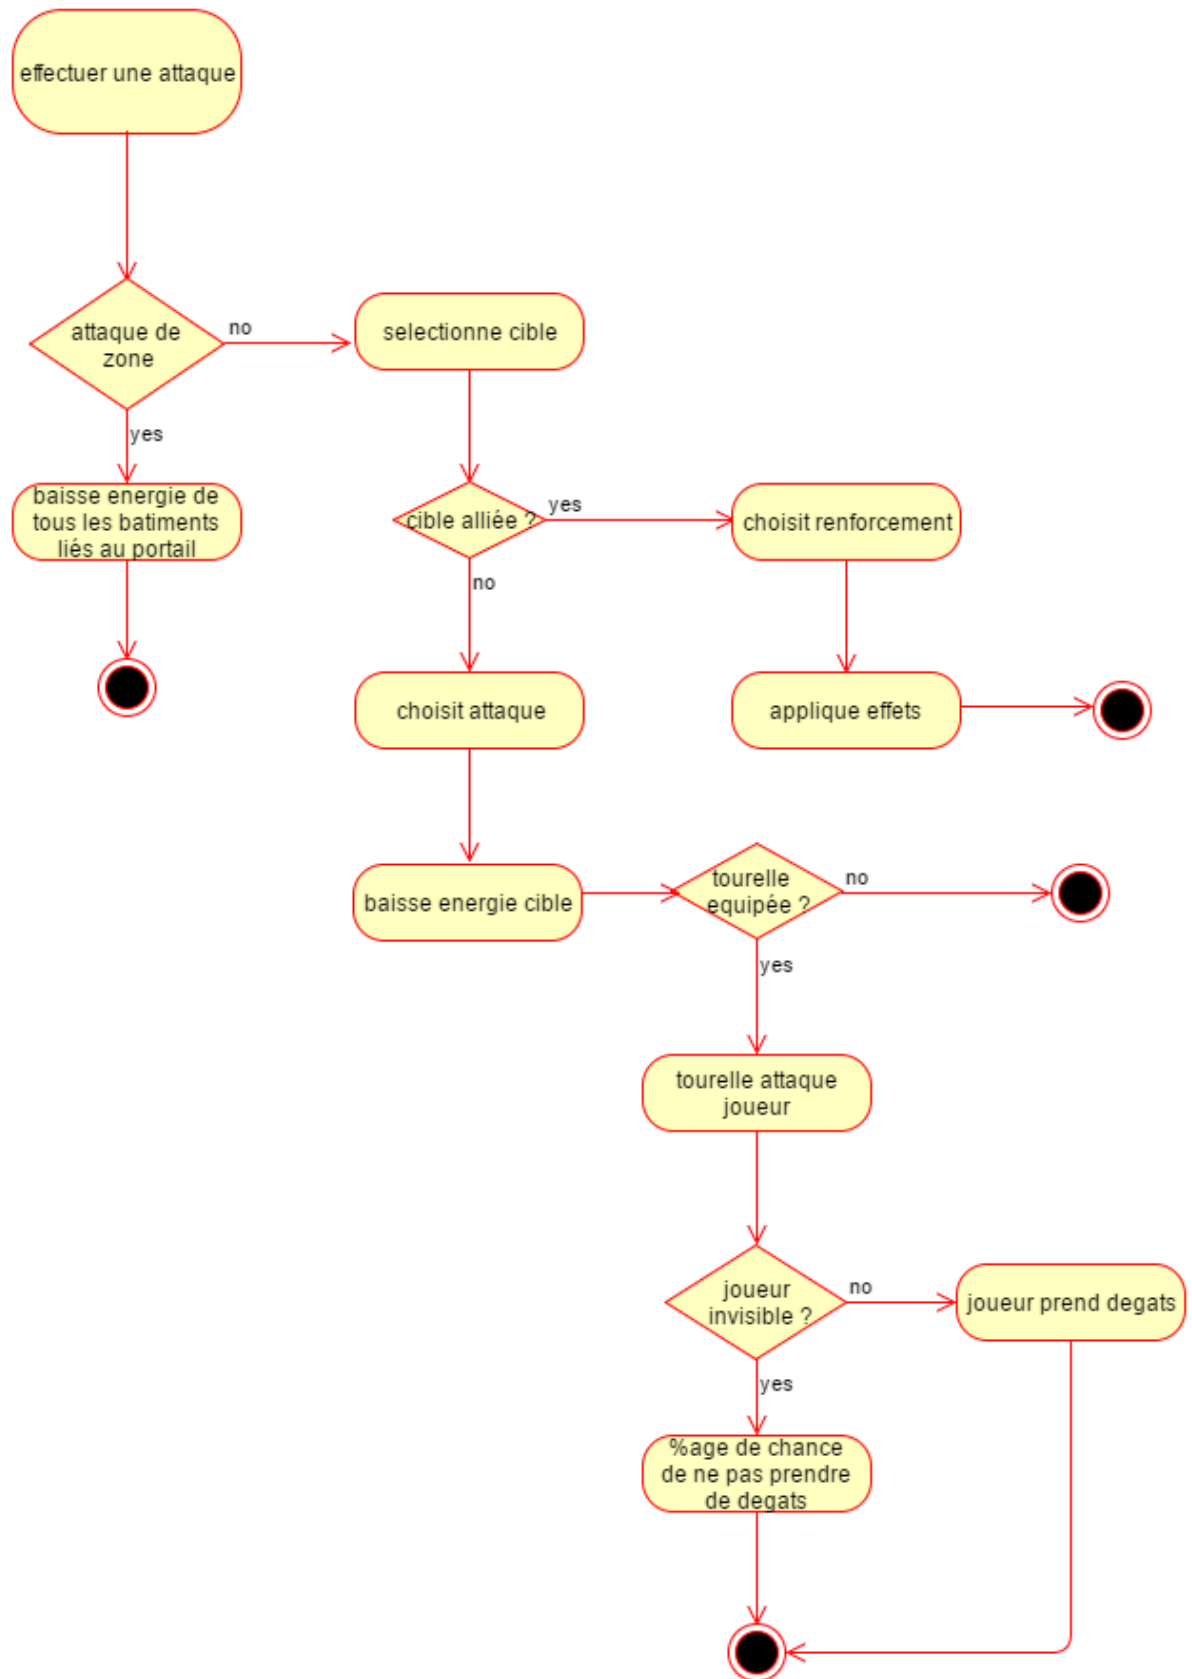 effectuer une attaque
attaque de
zone
no
selectionne cible
yes
baisse energie de
tous les batiments
liés au portail
cible alliée ?
yes
choisit renforcement
no
choisit attaque
applique effets
baisse energie cible
tourelle
equipée ?
no
yes
tourelle attaque
joueur
joueur
invisible ?
no
joueur prend degats
yes
%age de chance
de ne pas prendre
de degats